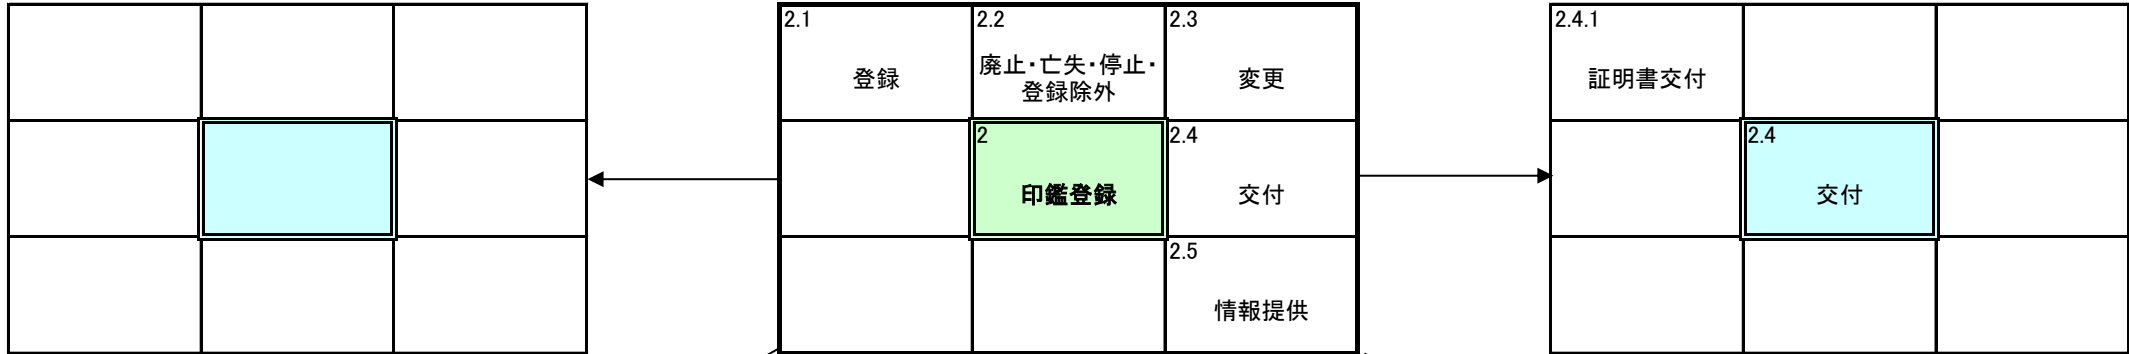 2.1
登録
2.2
廃止・亡失・停止・
登録除外
2.3
変更
2
印鑑登録
2.4
交付
2.5
情報提供
2.4.1
証明書交付
2.4
交付